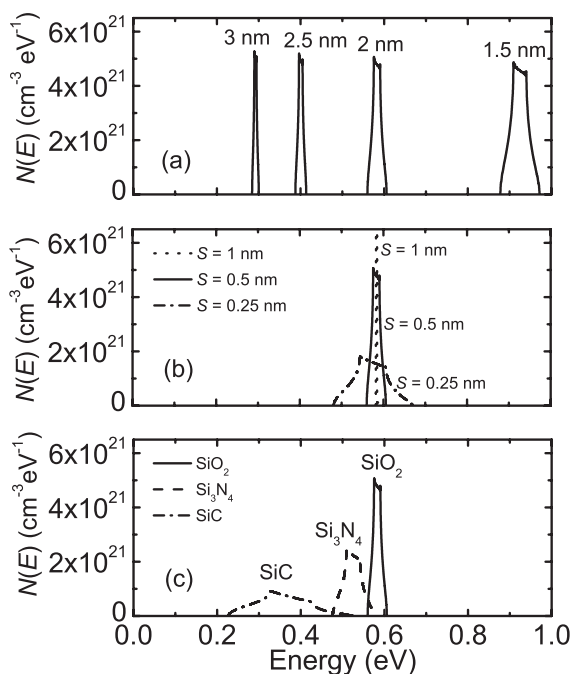 6x10²¹
4x10²¹
2x10²¹
0
N(E) (cm⁻³ eV⁻¹)
3 nm 2.5 nm 2 nm 1.5 nm
(a)
6x10²¹
4x10²¹
2x10²¹
0
N(E) (cm⁻³eV⁻¹)
S = 1 nm
S = 0.5 nm
S = 0.25 nm
S = 1 nm
S = 0.5 nm
S = 0.25 nm
(b)
6x10²¹
4x10²¹
2x10²¹
0
N(E) (cm⁻³eV⁻¹)
SiO₂
Si₃N₄
SiC
SiO₂
Si₃N₄
SiC
(c)
0.0 0.2 0.4 0.6 0.8 1.0
Energy (eV)